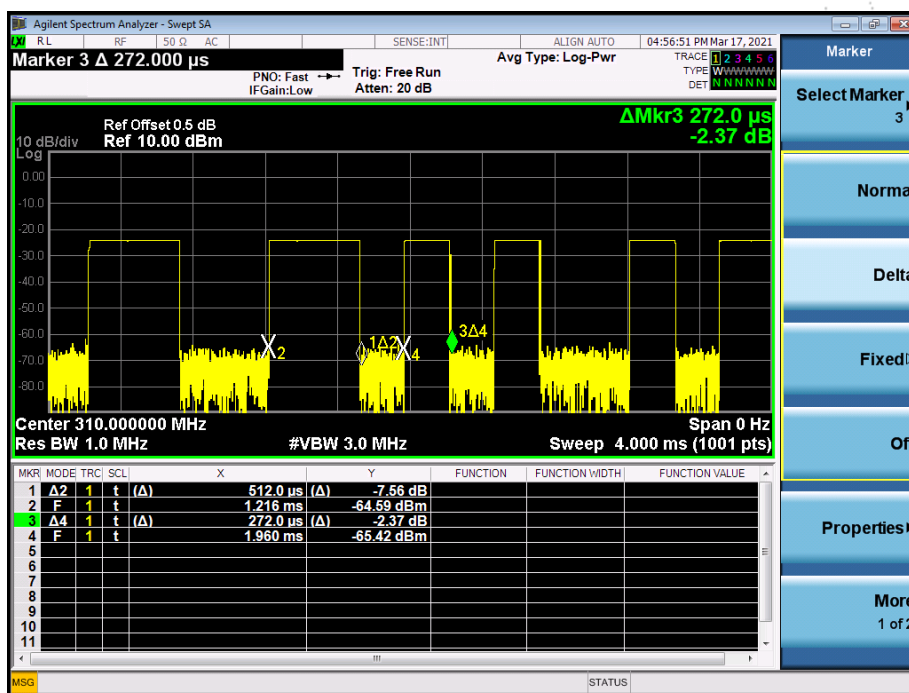 Agilent Spectrum Analyzer - Swept SA
LXI RL RF 50 Ω AC SENSE:INT ALIGN AUTO 04:56:51 PM Mar 17, 2021
Marker 3 Δ 272.000 µs
PNO: Fast
IFGain:Low
Trig: Free Run
Atten: 20 dB
Avg Type: Log-Pwr
TRACE 1 2 3 4 5 6
TYPE WWWWWW
DET N N N N N N
ΔMkr3 272.0 µs
-2.37 dB
Ref Offset 0.5 dB
10 dB/div Ref 10.00 dBm
Log
0.00
-10.0
-20.0
-30.0
-40.0
-50.0
-60.0
-70.0
-80.0
2
1Δ2
4
3Δ4
Center 310.000000 MHz Span 0 Hz
Res BW 1.0 MHz #VBW 3.0 MHz Sweep 4.000 ms (1001 pts)
MKR MODE TRC SCL X Y FUNCTION FUNCTION WIDTH FUNCTION VALUE
1 Δ2 1 t (Δ) 512.0 µs (Δ) -7.56 dB
2 F 1 t 1.216 ms -64.59 dBm
3 Δ4 1 t (Δ) 272.0 µs (Δ) -2.37 dB
4 F 1 t 1.960 ms -65.42 dBm
5
6
7
8
9
10
11
MSG STATUS
Marker
Select Marker
3
Norma
Delta
Fixed
Of
Properties
More
1 of 2